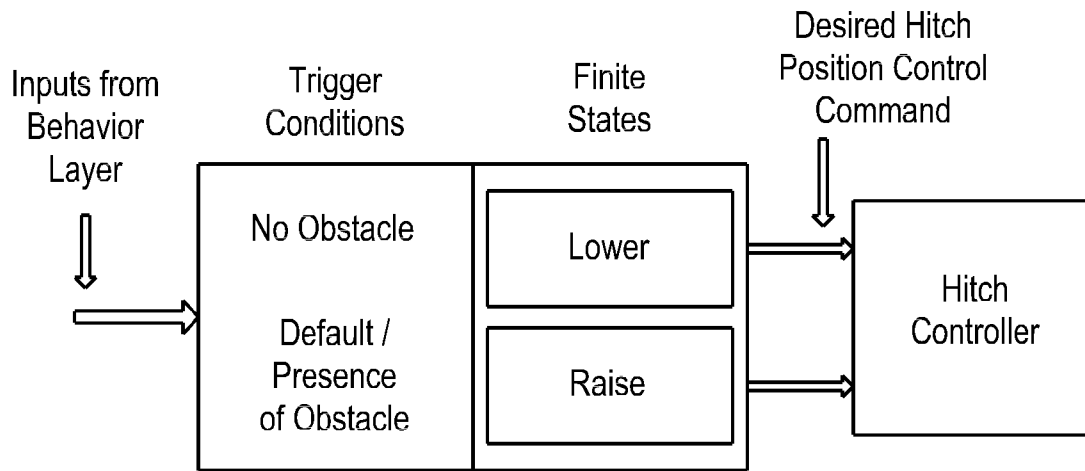 Inputs from
Behavior
Layer
Trigger
Conditions
Finite
States
Desired Hitch
Position Control
Command
No Obstacle
Default /
Presence
of Obstacle
Lower
Raise
Hitch
Controller